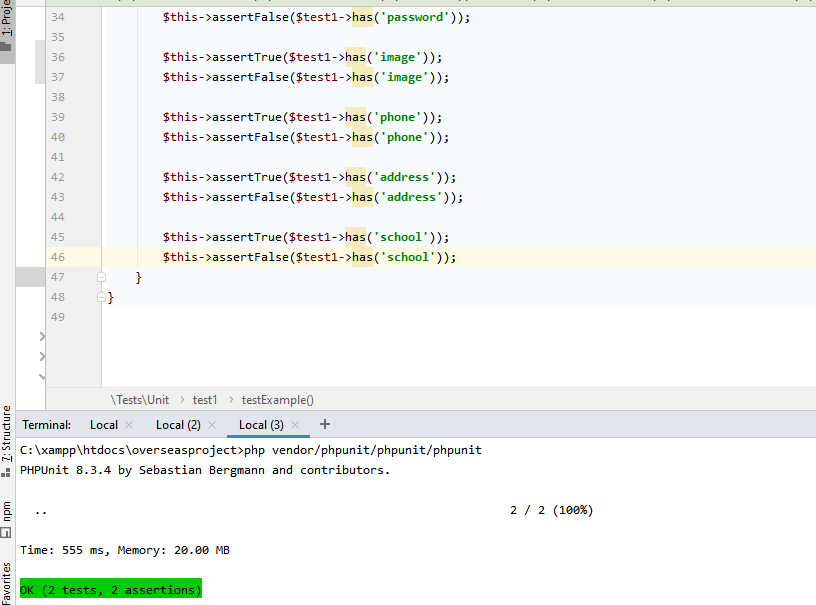 1: Proje
34 $this->assertFalse($test1->has('password'));
35
36 $this->assertTrue($test1->has('image'));
37 $this->assertFalse($test1->has('image'));
38
39 $this->assertTrue($test1->has('phone'));
40 $this->assertFalse($test1->has('phone'));
41
42 $this->assertTrue($test1->has('address'));
43 $this->assertFalse($test1->has('address'));
44
45 $this->assertTrue($test1->has('school'));
46 $this->assertFalse($test1->has('school'));
47 }
48 }
49
\Tests\Unit > test1 > testExample()
7: Structure
npm
Favorites
Terminal: Local × Local (2) × Local (3) × +
C:\xampp\htdocs\overseasproject>php vendor/phpunit/phpunit/phpunit
PHPUnit 8.3.4 by Sebastian Bergmann and contributors.
.. 2 / 2 (100%)
Time: 555 ms, Memory: 20.00 MB
OK (2 tests, 2 assertions)